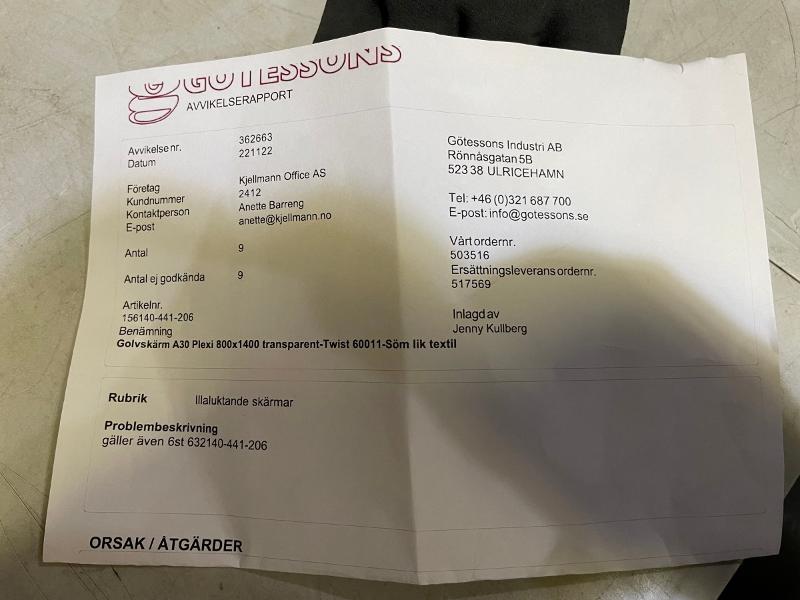 GÖTESSONS
AVVIKELSERAPPORT
Avvikelsenr. 362663
Datum 221122
Företag Kjellmann Office AS
Kundnummer 2412
Kontaktperson Anette Barreng
E-post anette@kjellmann.no
Antal 9
Antal ej godkända 9
Artikelnr.
156140-441-206
Benämning
Golvskärm A30 Plexi 800x1400 transparent-Twist 60011-Söm lik textil
Götessons Industri AB
Rönnåsgatan 5B
523 38 ULRICEHAMN
Tel: +46 (0)321 687 700
E-post: info@gotessons.se
Vårt ordernr.
503516
Ersättningsleverans ordernr.
517569
Inlagd av
Jenny Kullberg
Rubrik Illaluktande skärmar
Problembeskrivning
gäller även 6st 632140-441-206
ORSAK / ÅTGÄRDER